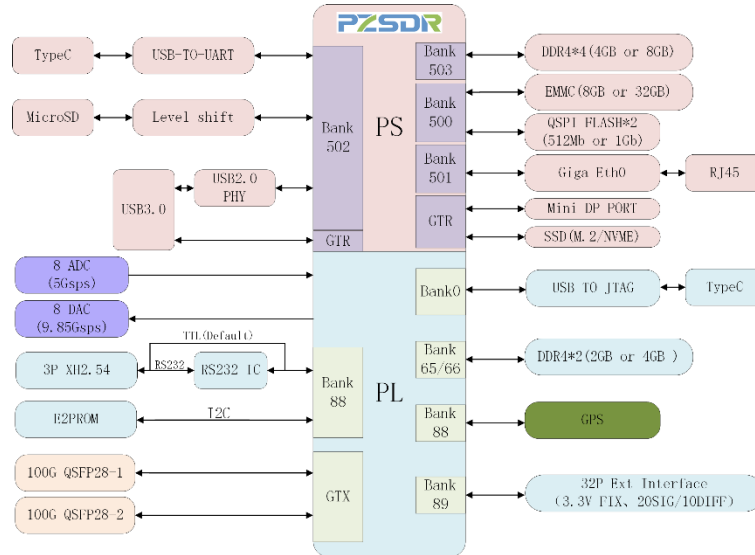 PZSDR
TypeC
USB-TO-UART
MicroSD
Level shift
USB3.0
USB2.0
PHY
Bank
502
GTR
PS
Bank
503
Bank
500
Bank
501
GTR
DDR4*4(4GB or 8GB)
EMMC(8GB or 32GB)
QSPI FLASH*2
(512Mb or 1Gb)
Giga Eth0
RJ45
Mini DP PORT
SSD(M.2/NVME)
8 ADC
(5Gsps)
8 DAC
(9.85Gsps)
TTL(Default)
3P XH2.54
RS232
RS232 IC
E2PROM
I2C
Bank
88
100G QSFP28-1
100G QSFP28-2
GTX
PL
Bank0
USB TO JTAG
TypeC
Bank
65/66
DDR4*2(2GB or 4GB )
Bank
88
GPS
Bank
89
32P Ext Interface
(3.3V FIX、20SIG/10DIFF)